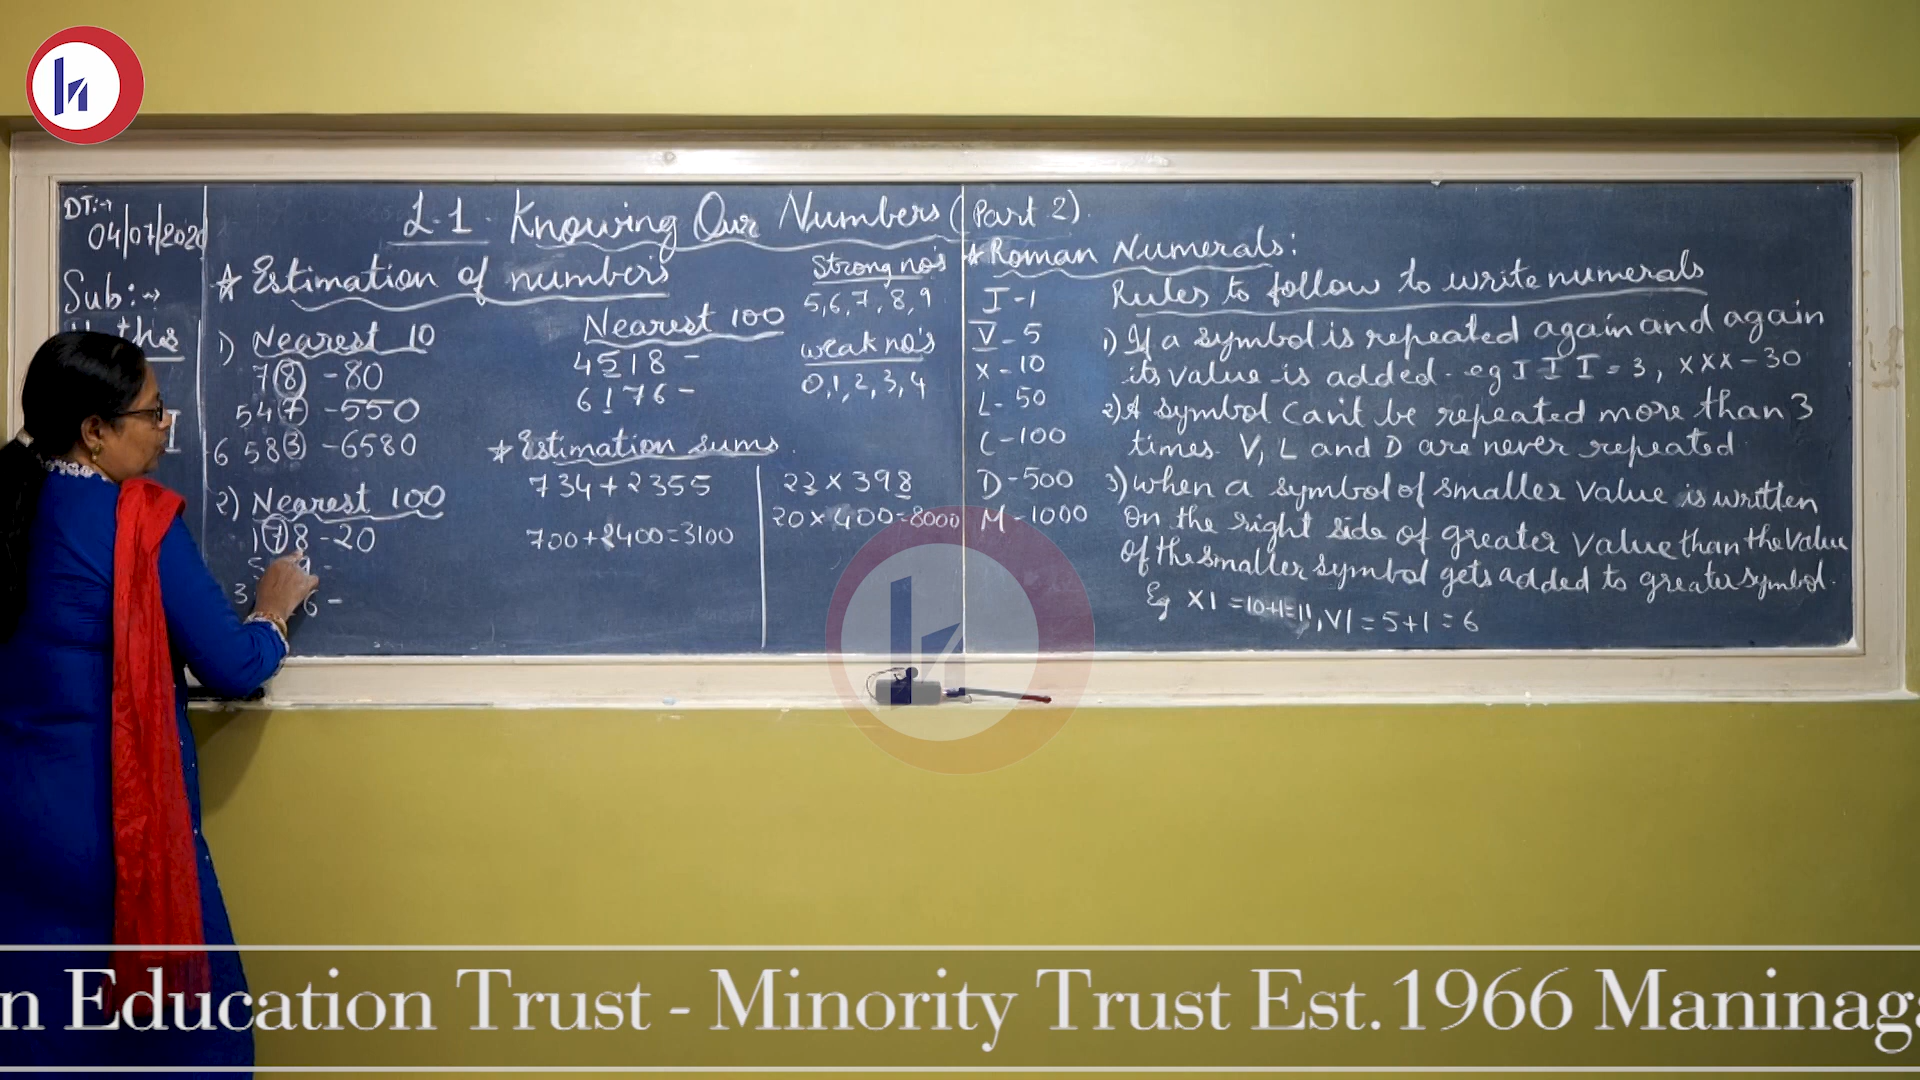 DT:→
04/07/2020
Sub:→
L.1. Knowing Our Numbers (Part 2).
★ Estimation of numbers
1) Nearest 10
78 - 80
547 - 550
6583 - 6580
2) Nearest 100
178 - 20
Nearest 100
4518 -
6176 -
Strong no's
5,6,7,8,9
weak no's
0,1,2,3,4
★ Estimation sums.
734+2355
700+2400=3100
22 x 398
20 x 400=8000
★ Roman Numerals:
I - 1
V - 5
X - 10
L - 50
C - 100
D - 500
M - 1000
Rules to follow to write numerals
1) If a symbol is repeated again and again
its value is added. eg I I I = 3, XXX - 30
2) A symbol can't be repeated more than 3
times. V, L and D are never repeated
3) when a symbol of smaller value is written
on the right side of greater value than the value
of the smaller symbol gets added to greater symbol.
Eg XI =10+1=11, VI = 5+1 = 6
n Education Trust - Minority Trust Est.1966 Maninaga